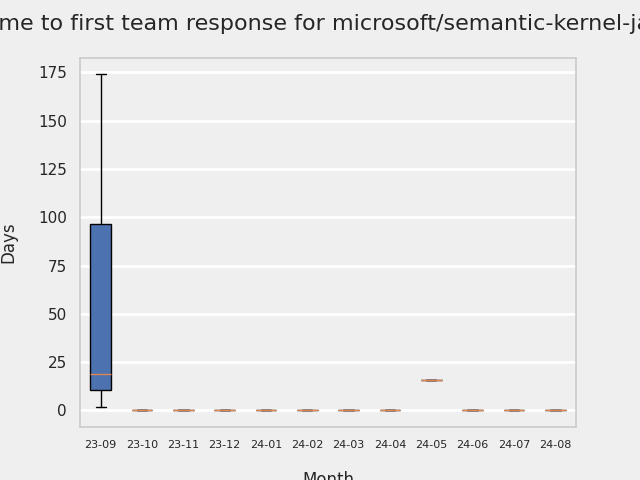 me to first team response for microsoft/semantic-kernel-ja
175
150
125
100
75
50
25
0
Days
23-09 23-10 23-11 23-12 24-01 24-02 24-03 24-04 24-05 24-06 24-07 24-08
Month